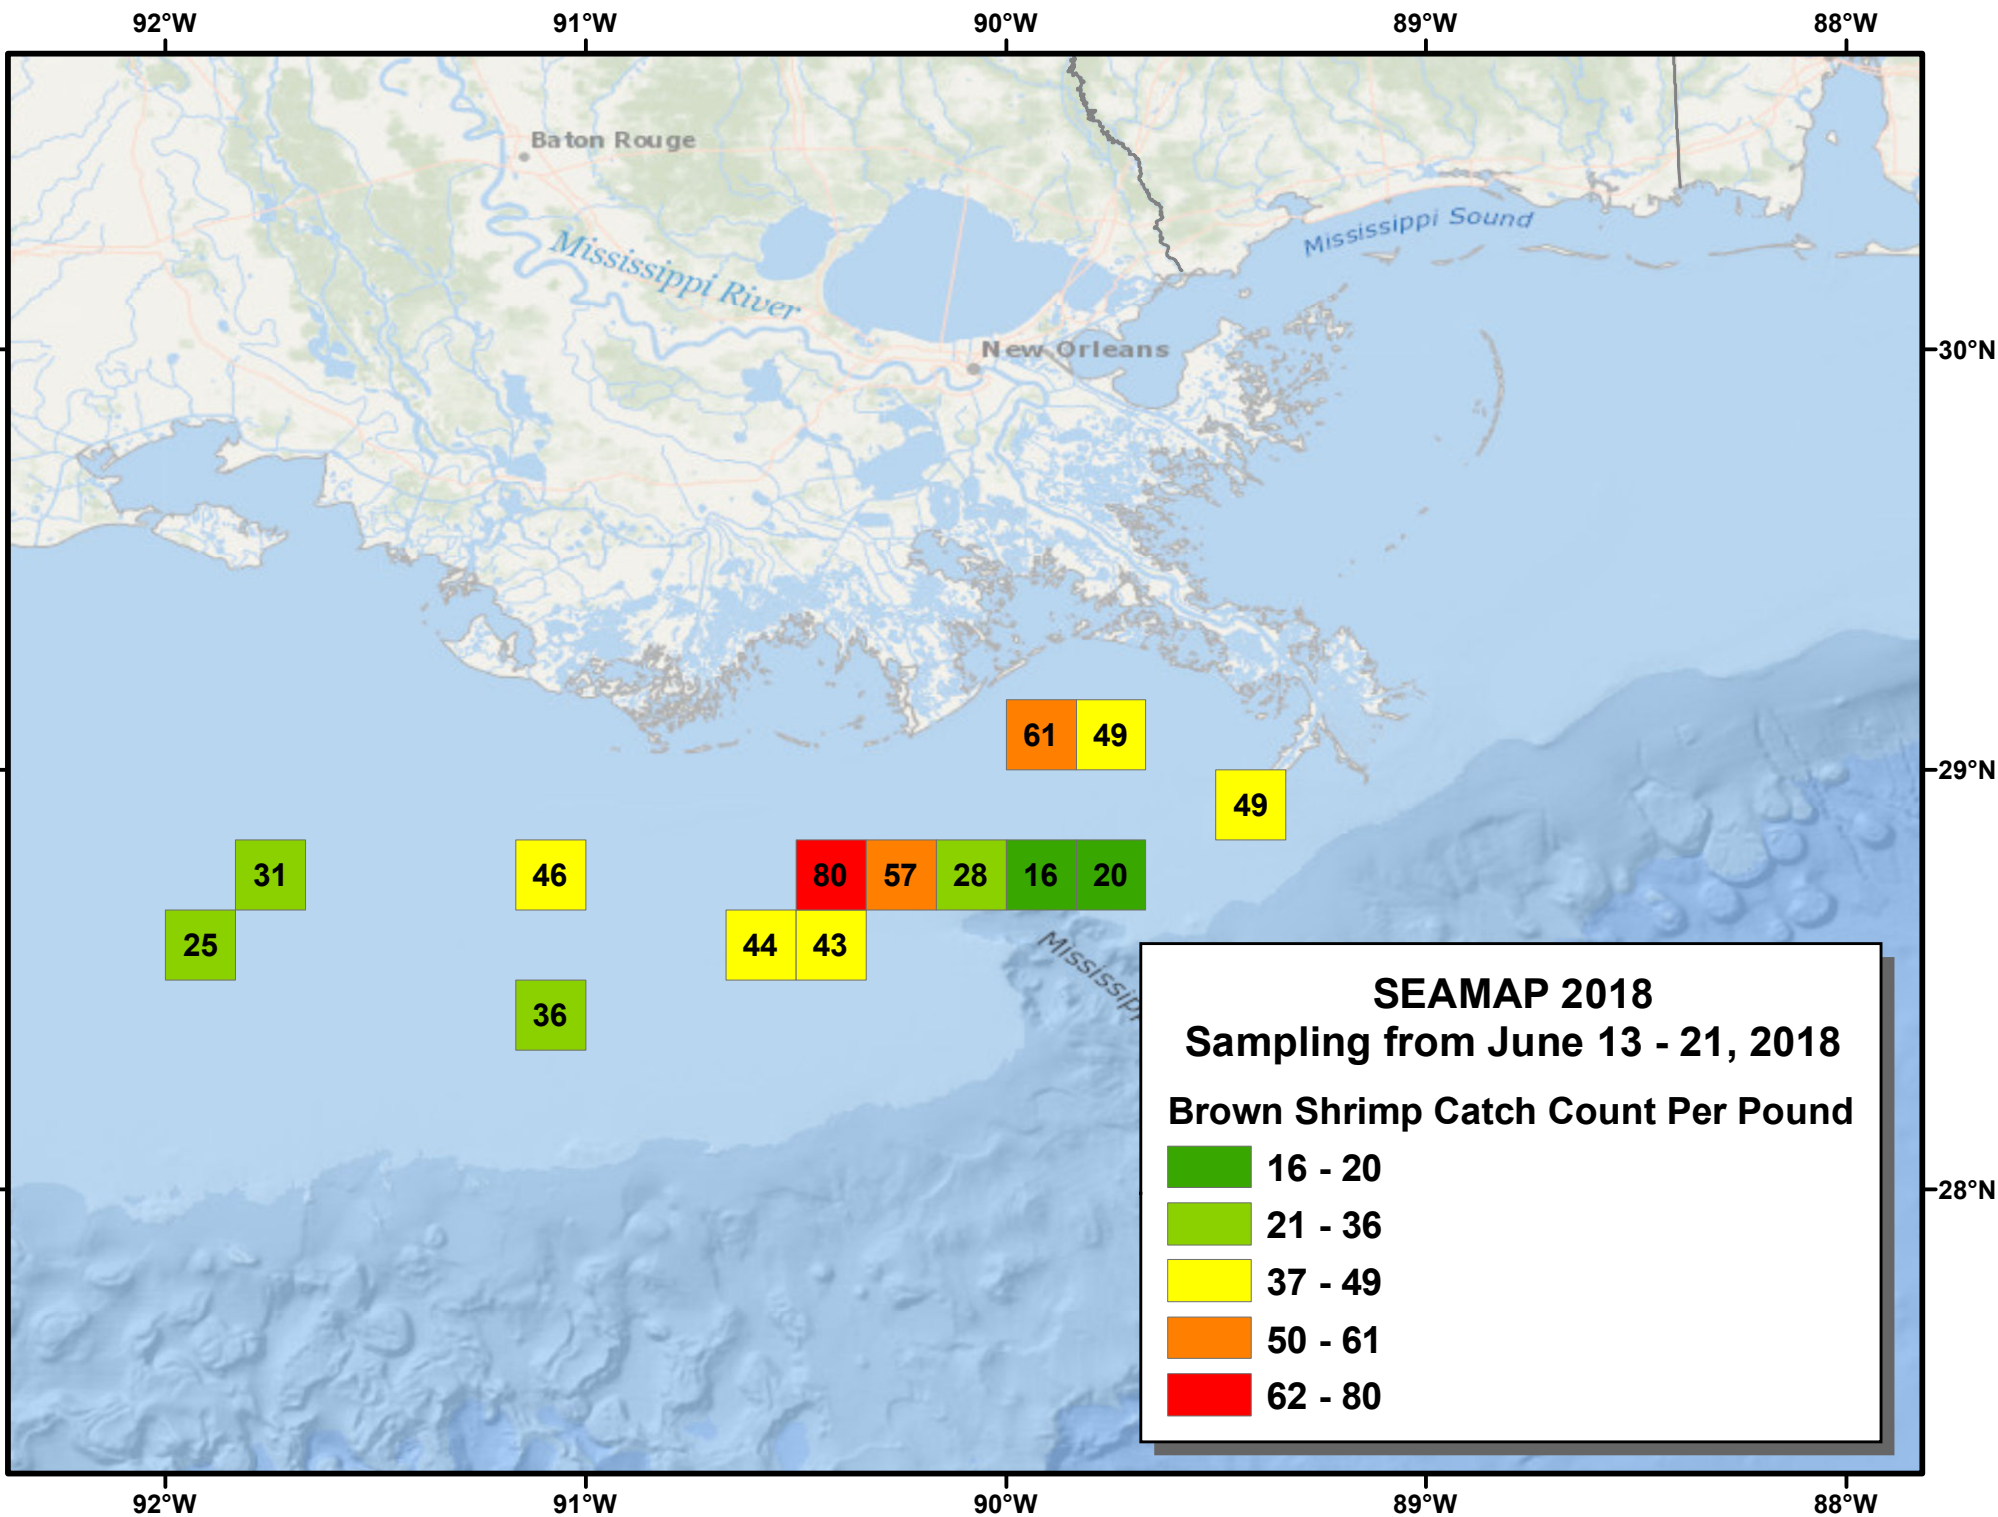 92°W 91°W 90°W 89°W 88°W
Baton Rouge
Mississippi Sound
Mississippi River
New Orleans
30°N
61 49
29°N
49
31 46 80 57 28 16 20
25 44 43
36
Mississip
SEAMAP 2018
Sampling from June 13 - 21, 2018
Brown Shrimp Catch Count Per Pound
16 - 20
21 - 36
37 - 49
50 - 61
62 - 80
28°N
92°W 91°W 90°W 89°W 88°W